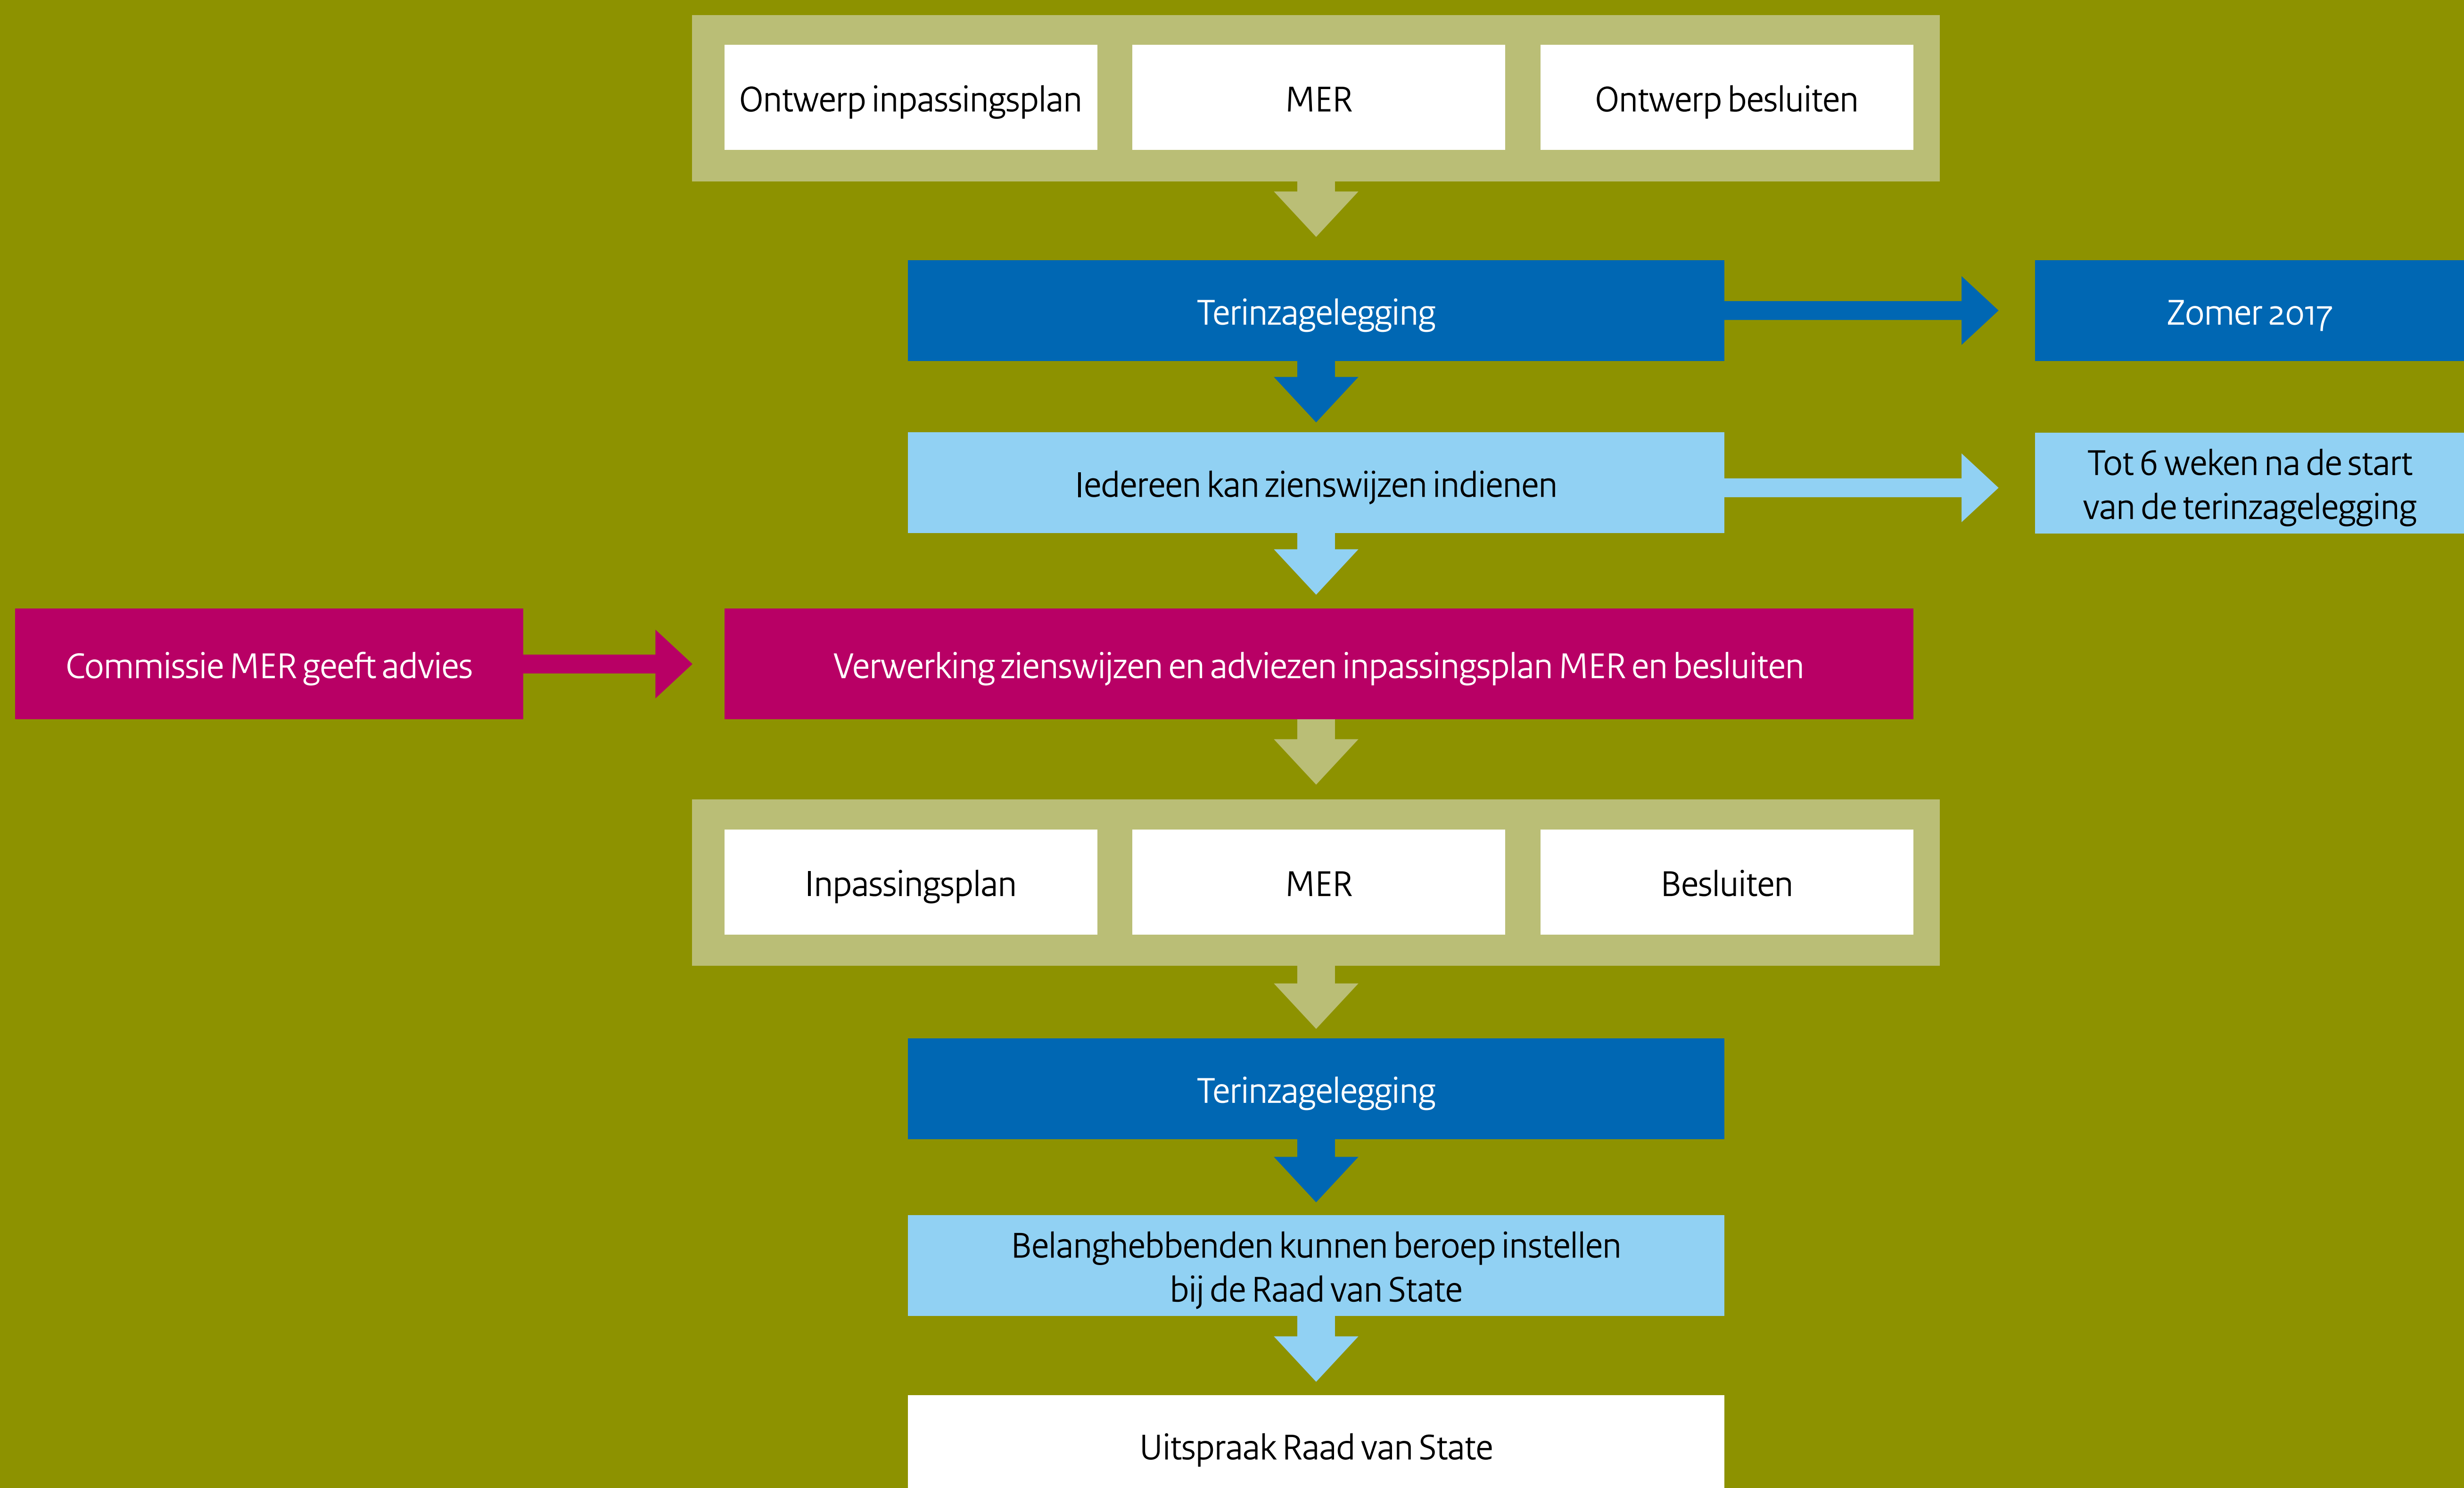 Ontwerp inpassingsplan
MER
Ontwerp besluiten
Terinzagelegging
Zomer 2017
Iedereen kan zienswijzen indienen
Tot 6 weken na de start
van de terinzagelegging
Commissie MER geeft advies
Verwerking zienswijzen en adviezen inpassingsplan MER en besluiten
Inpassingsplan
MER
Besluiten
Terinzagelegging
Belanghebbenden kunnen beroep instellen
bij de Raad van State
Uitspraak Raad van State